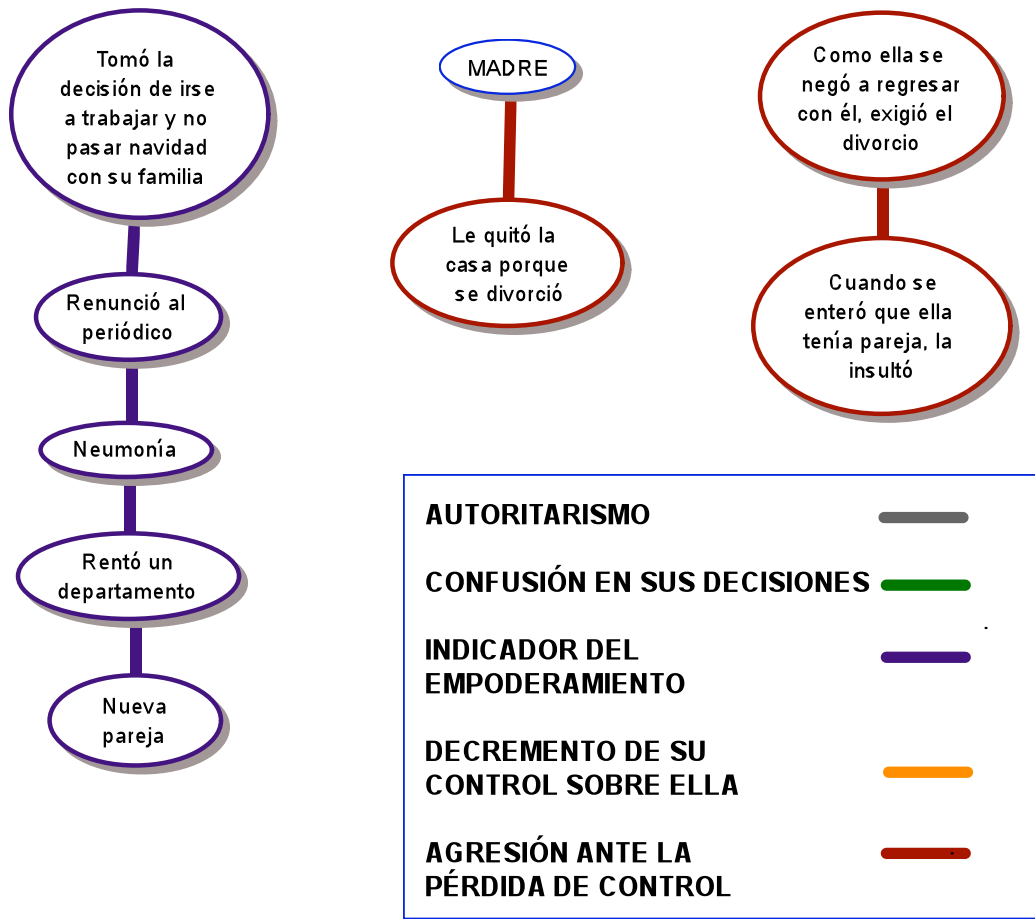 Tomó la
decisión de irse
a trabajar y no
pasar navidad
con su familia
Renunció al
periódico
Neumonía
Rentó un
departamento
Nueva
pareja
MADRE
Le quitó la
casa porque
se divorció
Como ella se
negó a regresar
con él, exigió el
divorcio
Cuando se
enteró que ella
tenía pareja, la
insultó
AUTORITARISMO
CONFUSIÓN EN SUS DECISIONES
INDICADOR DEL
EMPODERAMIENTO
DECREMENTO DE SU
CONTROL SOBRE ELLA
AGRESIÓN ANTE LA
PÉRDIDA DE CONTROL